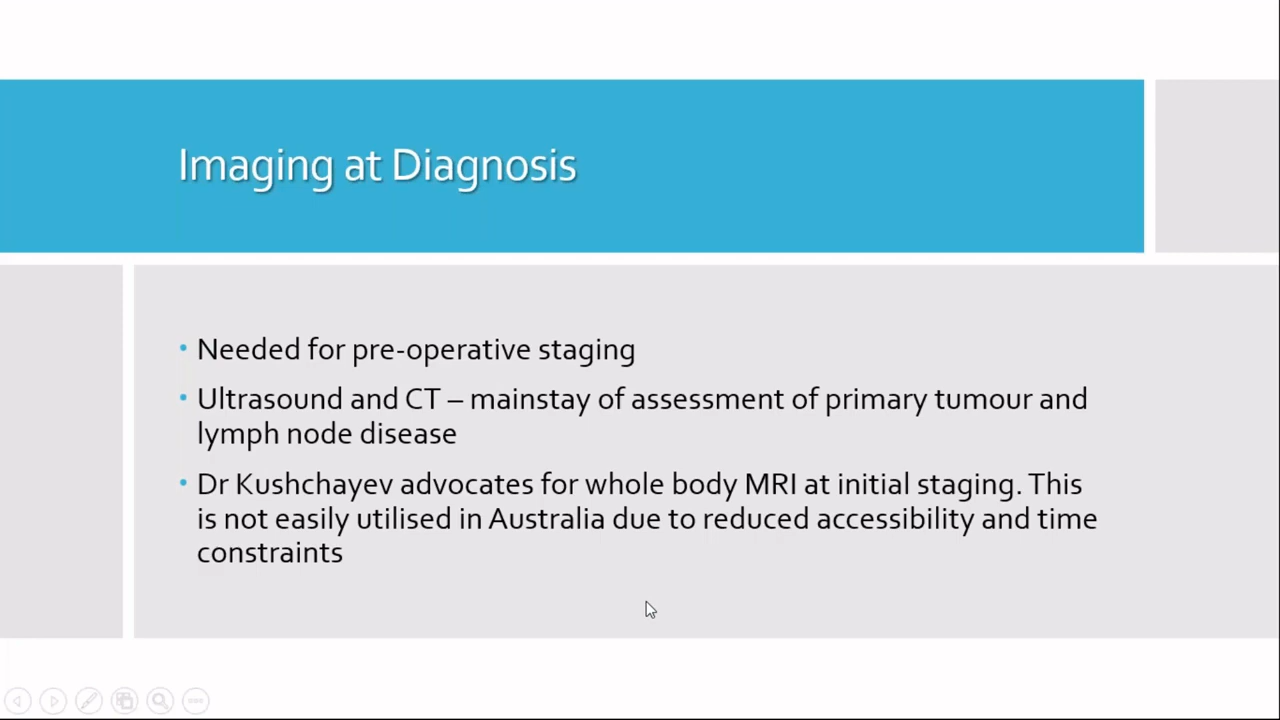 Imaging at Diagnosis
• Needed for pre-operative staging
• Ultrasound and CT – mainstay of assessment of primary tumour and
lymph node disease
• Dr Kushchayev advocates for whole body MRI at initial staging. This
is not easily utilised in Australia due to reduced accessibility and time
constraints